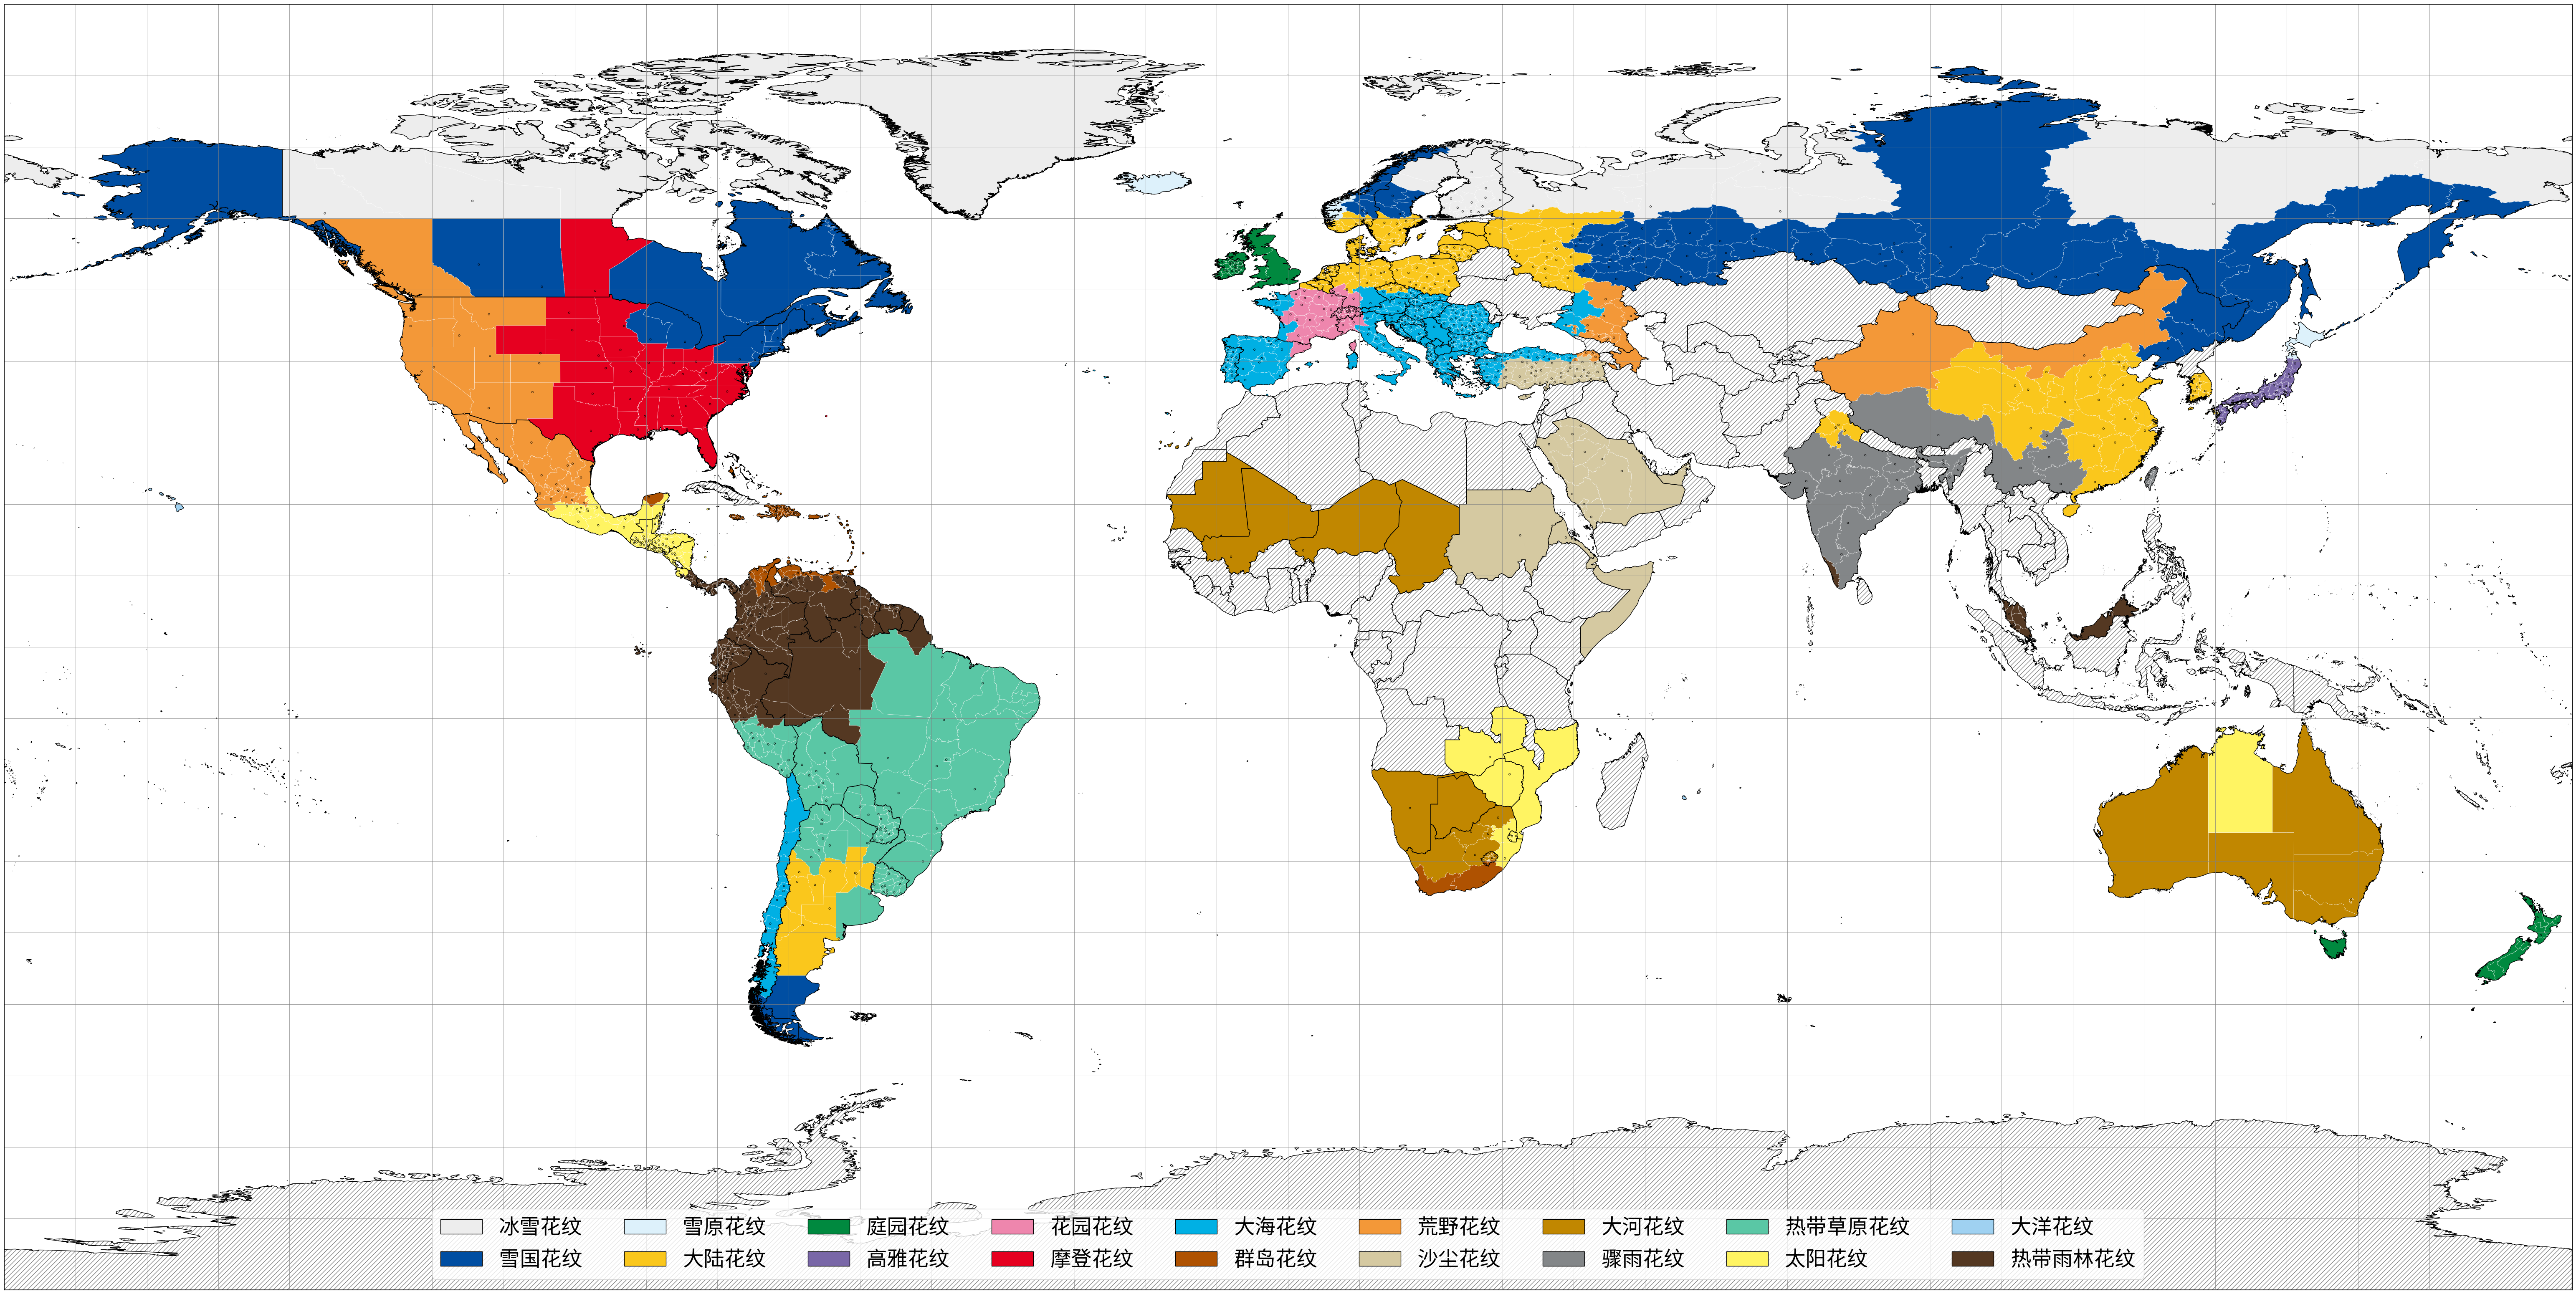 冰雪花纹 雪原花纹 庭园花纹 花园花纹 大海花纹 荒野花纹 大河花纹 热带草原花纹 大洋花纹
雪国花纹 大陆花纹 高雅花纹 摩登花纹 群岛花纹 沙尘花纹 骤雨花纹 太阳花纹 热带雨林花纹